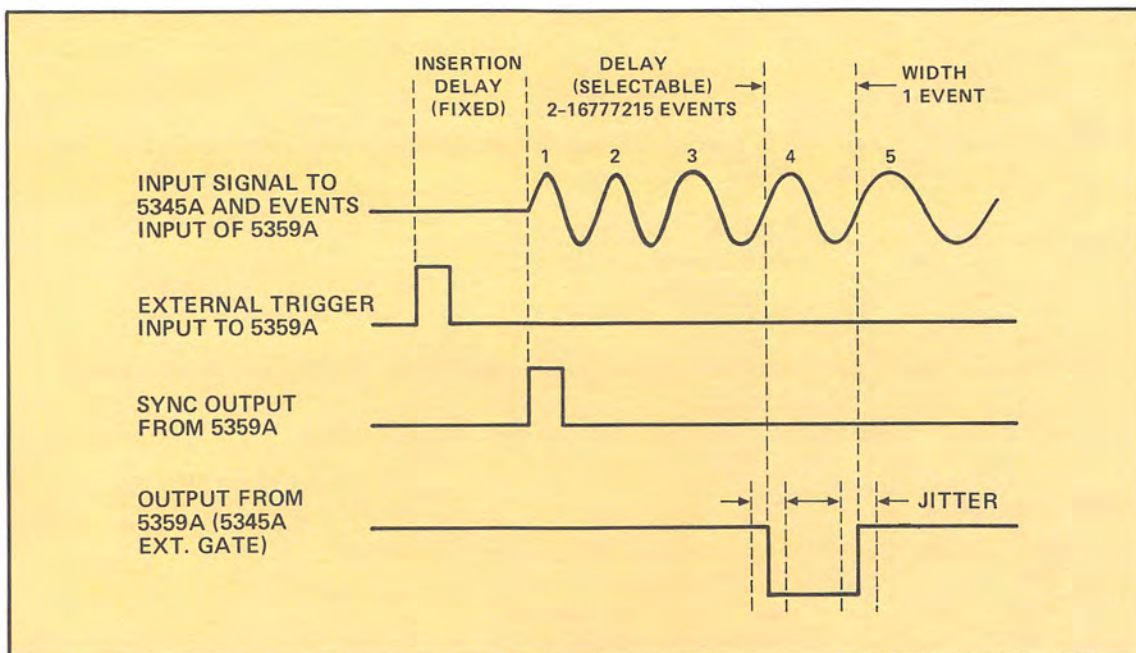 INSERTION
DELAY
(FIXED)
DELAY
(SELECTABLE)
2-16777215 EVENTS
WIDTH
1 EVENT
1 2 3 4 5
INPUT SIGNAL TO
5345A AND EVENTS
INPUT OF 5359A
EXTERNAL TRIGGER
INPUT TO 5359A
SYNC OUTPUT
FROM 5359A
OUTPUT FROM
5359A (5345A
EXT. GATE)
JITTER